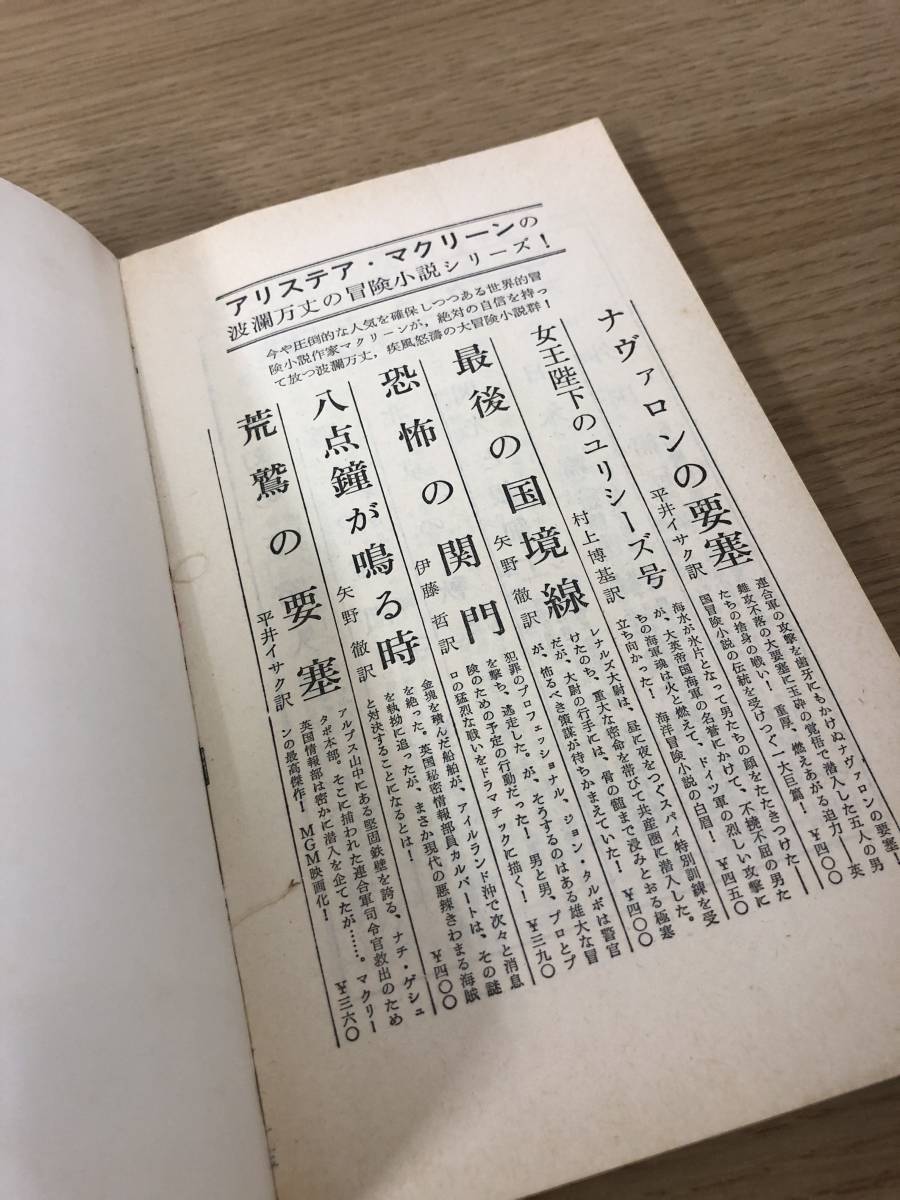 アリステア・マクリーンの
波瀾万丈の冒険小説シリーズ！
今や圧倒的な人気を確保しつつある世界的冒
険小説作家マクリーンが，絶対の自信を持っ
て放つ波瀾万丈，疾風怒濤の大冒険小説群！
ナヴァロンの要塞
平井イサク訳
連合軍の攻撃を歯牙にもかけぬナヴァロンの要塞！
難攻不落の大要塞に玉砕の覚悟で潜入した五人の男
たちの捨身の戦い！　重厚、燃えあがる迫力！　英
国冒険小説の伝統を受けつぐ一大巨篇！　￥四〇〇
女王陛下のユリシーズ号
村上博基訳
海水が氷片となって男たちの顔をたたきつけた――
が、大英帝国海軍の名誉にかけて、不撓不屈の男た
ちの海軍魂は火と燃えて、ドイツ軍の烈しい攻撃に
立ち向かった！　海洋冒険小説の白眉！　￥四五〇
最後の国境線
矢野　徹訳
レナルズ大尉は、昼に夜をつぐスパイ特別訓練を受
けたのち、重大な密命を帯びて共産圏に潜入した。
だが、大尉の行手には、骨の髄まで浸みとおる極寒
が、怖るべき策謀が待ちかまえていた！　￥四〇〇
恐怖の関門
伊藤　哲訳
犯罪のプロフェッショナル、ジョン・タルボは警官
を撃ち、逃走した。が、そうするのはある雄大な冒
険のための予定の行動だった！　男と男、プロとプ
ロの猛烈な戦いをドラマチックに描く！　￥三九〇
八点鐘が鳴る時
矢野　徹訳
金塊を積んだ船舶が、アイルランド沖で次々と消息
を絶った。英国秘密情報部員カルバートは、その謎
を執拗に追ったが、まさか現代の悪辣きわまる海賊
と対決することになるとは！　￥四〇〇
荒鷲の要塞
平井イサク訳
アルプス山中にある堅固鉄壁を誇る、ナチ・ゲシュ
タポ本部。そこに捕われた連合軍司令官救出のため
英国情報部は密かに潜入を企てたが……。マクリー
ンの最高傑作！　MGM映画化！　￥三六〇